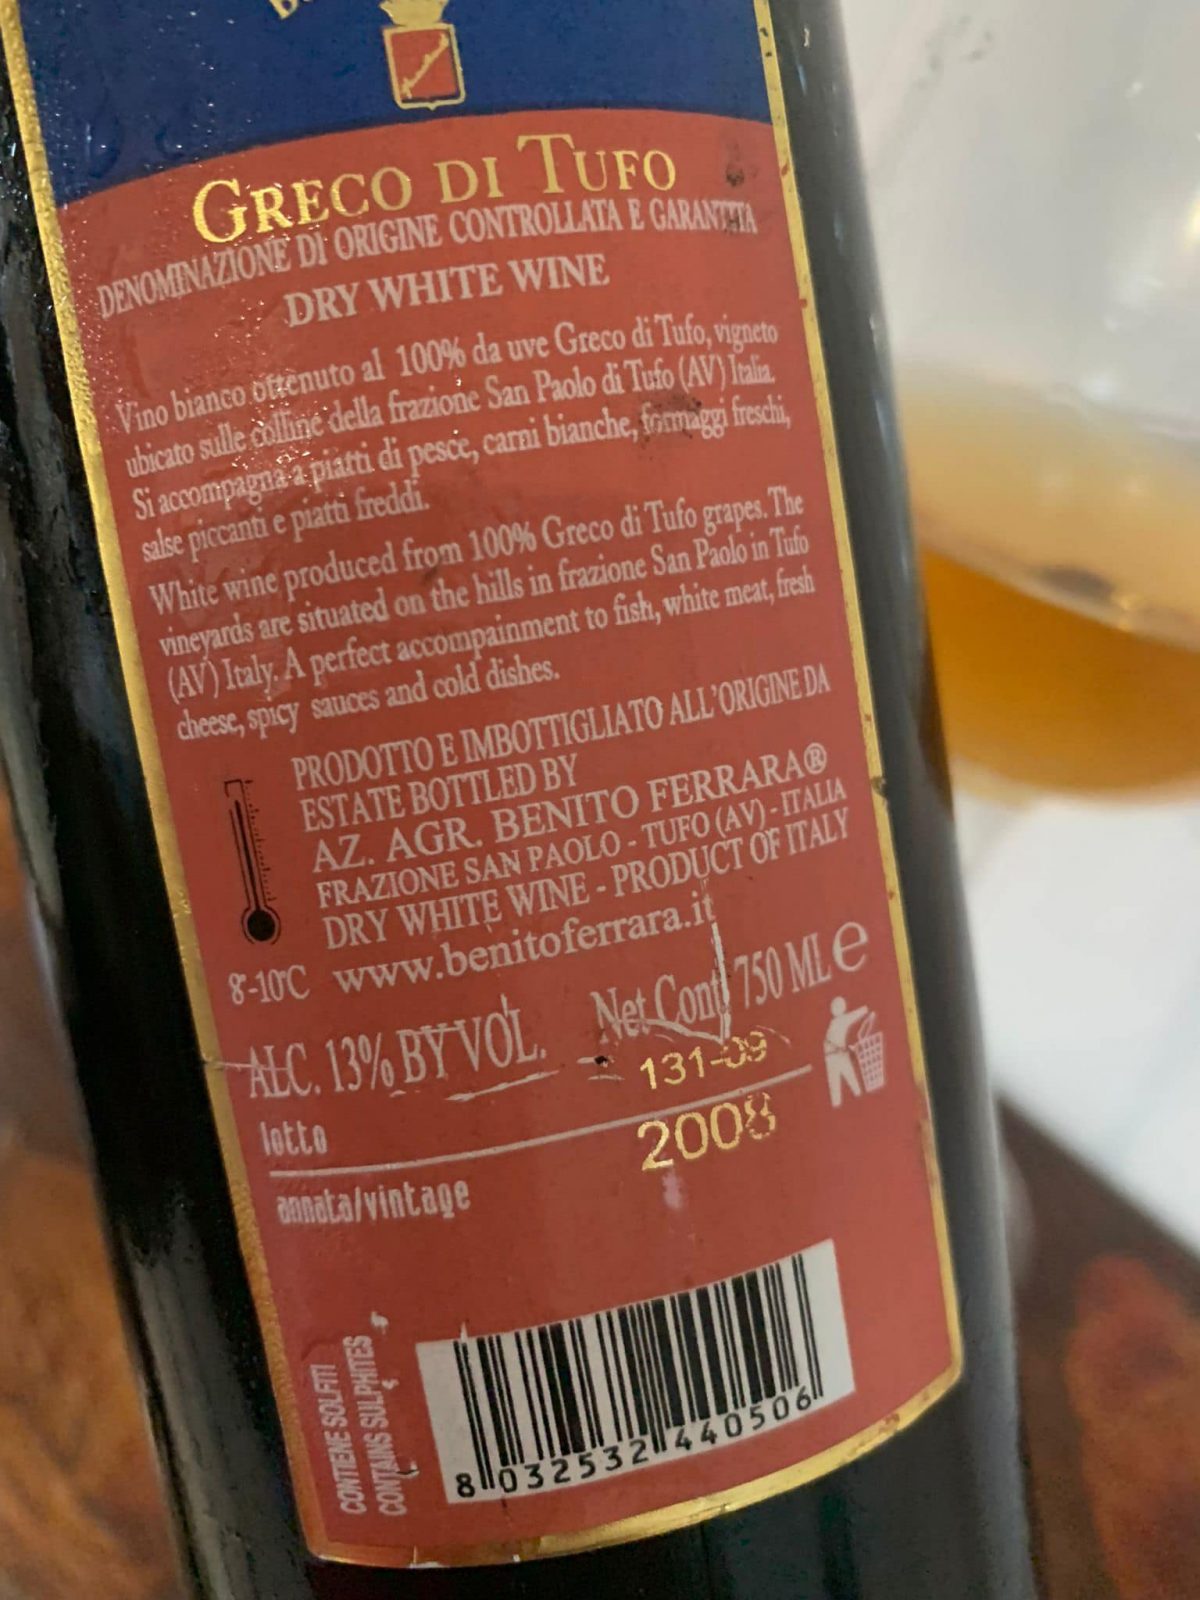 GRECO DI TUFO
DENOMINAZIONE DI ORIGINE CONTROLLATA E GARANTITA
DRY WHITE WINE
Vino bianco ottenuto al 100% da uve Greco di Tufo, vigneto
ubicato sulle colline della frazione San Paolo di Tufo (AV) Italia.
Si accompagna a piatti di pesce, carni bianche, formaggi freschi,
salse piccanti e piatti freddi.
White wine produced from 100% Greco di Tufo grapes. The
vineyards are situated on the hills in frazione San Paolo in Tufo
(AV) Italy. A perfect accompainment to fish, white meat, fresh
cheese, spicy sauces and cold dishes.
PRODOTTO E IMBOTTIGLIATO ALL'ORIGINE DA
ESTATE BOTTLED BY
AZ. AGR. BENITO FERRARA®
FRAZIONE SAN PAOLO - TUFO (AV) - ITALIA
DRY WHITE WINE - PRODUCT OF ITALY
8°-10°C www.benitoferrara.it
ALC. 13% BY VOL. Net Cont. 750 ML e
lotto 131-09
annata/vintage 2008
CONTIENE SOLFITI
CONTAINS SULPHITES
8 032532 440506